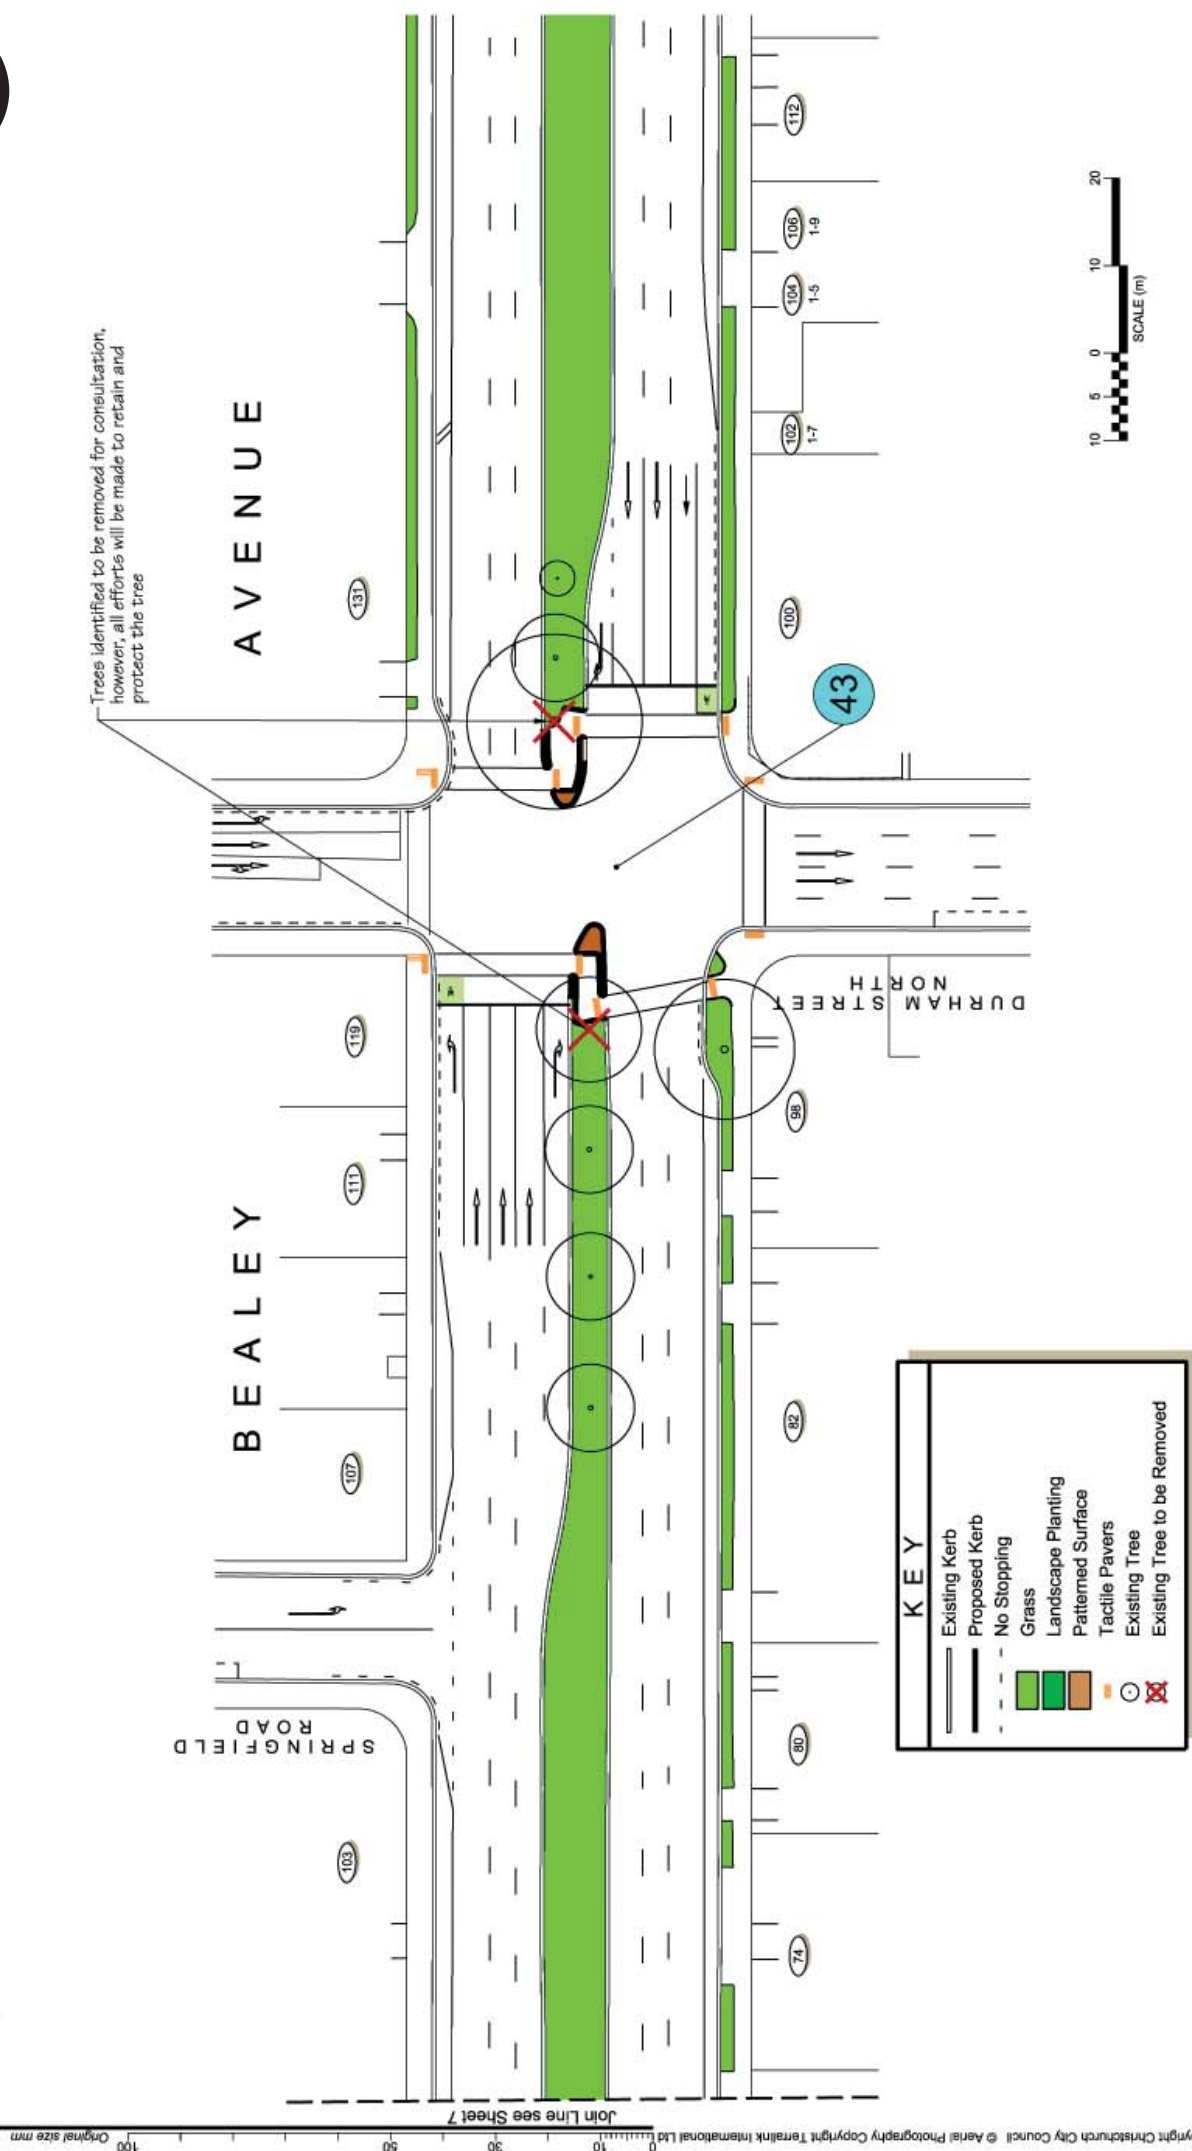 Trees identified to be removed for consultation,
however, all efforts will be made to retain and
protect the tree
BEALEY AVENUE
103
107
111
119
131
SPRINGFIELD
ROAD
DURHAM STREET
NORTH
43
74
80
82
98
100
102
1-7
104
1-5
106
1-9
112
KEY
Existing Kerb
Proposed Kerb
No Stopping
Grass
Landscape Planting
Patterned Surface
Tactile Pavers
Existing Tree
Existing Tree to be Removed
10 5 0 10 20
SCALE (m)
Join Line see Sheet 7
Original size mm
100 50 30 10 0
Christchurch City Council © Aerial Photography Copyright Terralink International Ltd